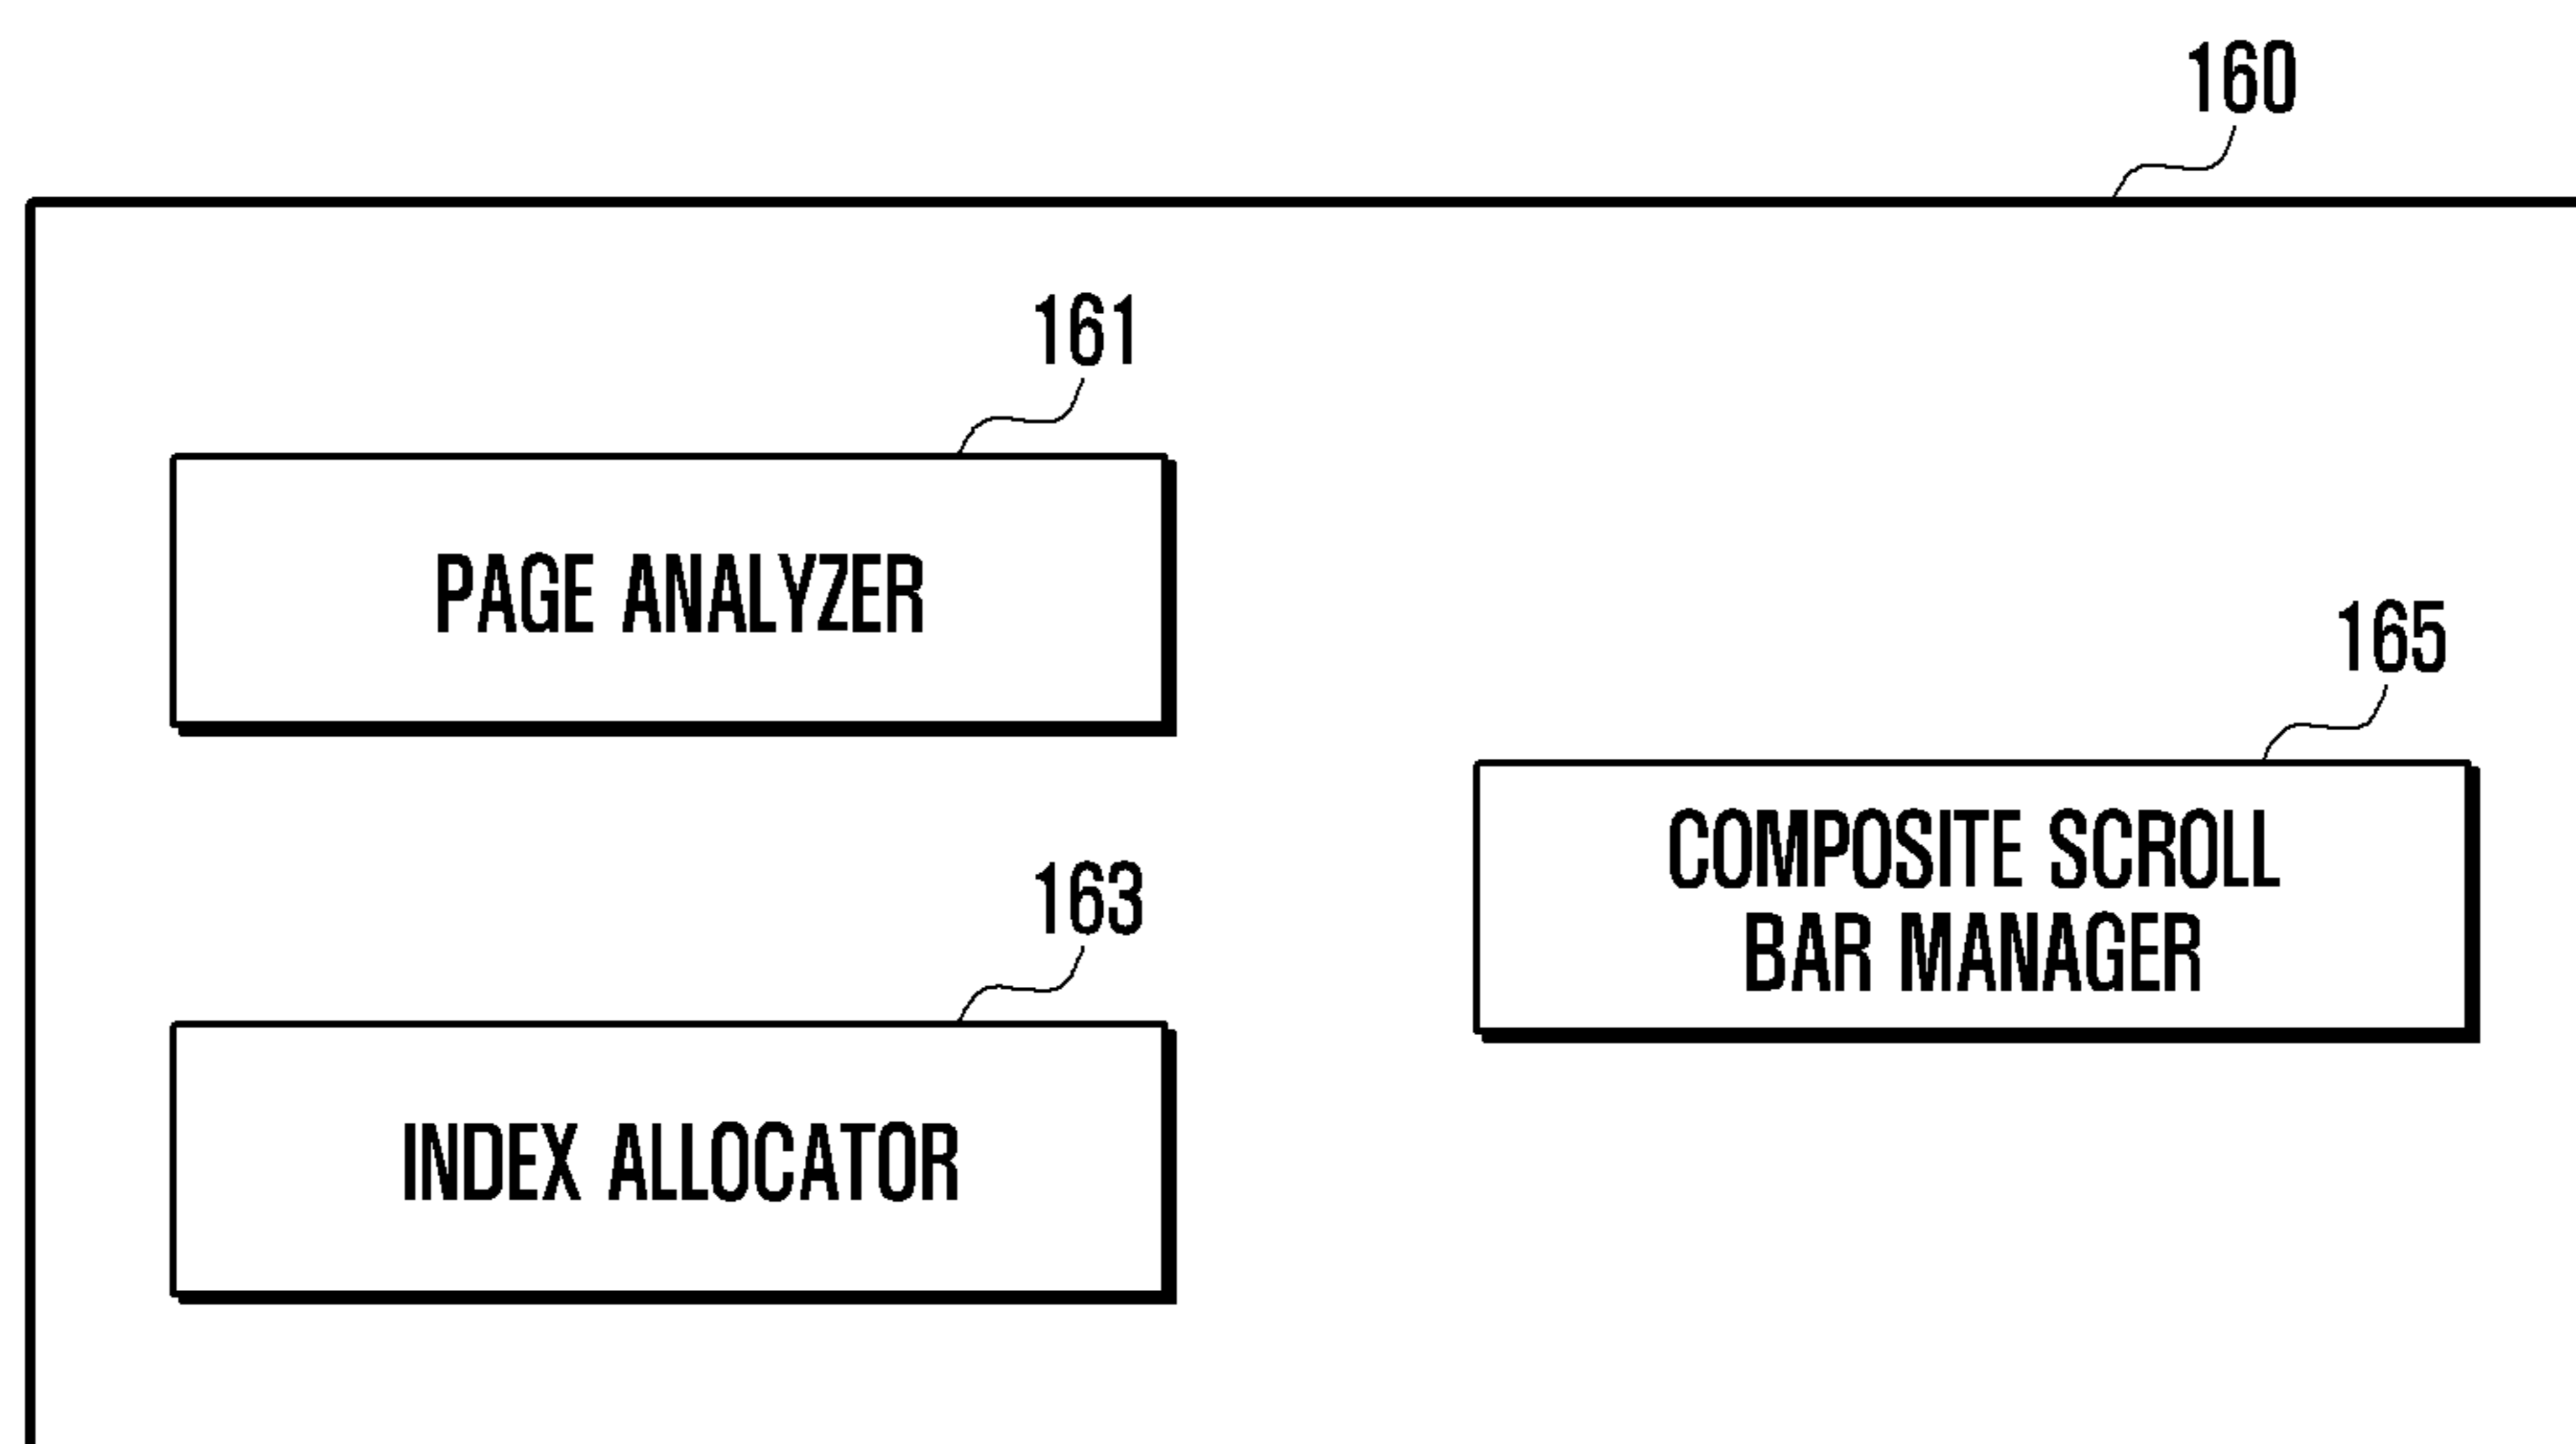 160
161
PAGE ANALYZER
165
COMPOSITE SCROLL
BAR MANAGER
163
INDEX ALLOCATOR